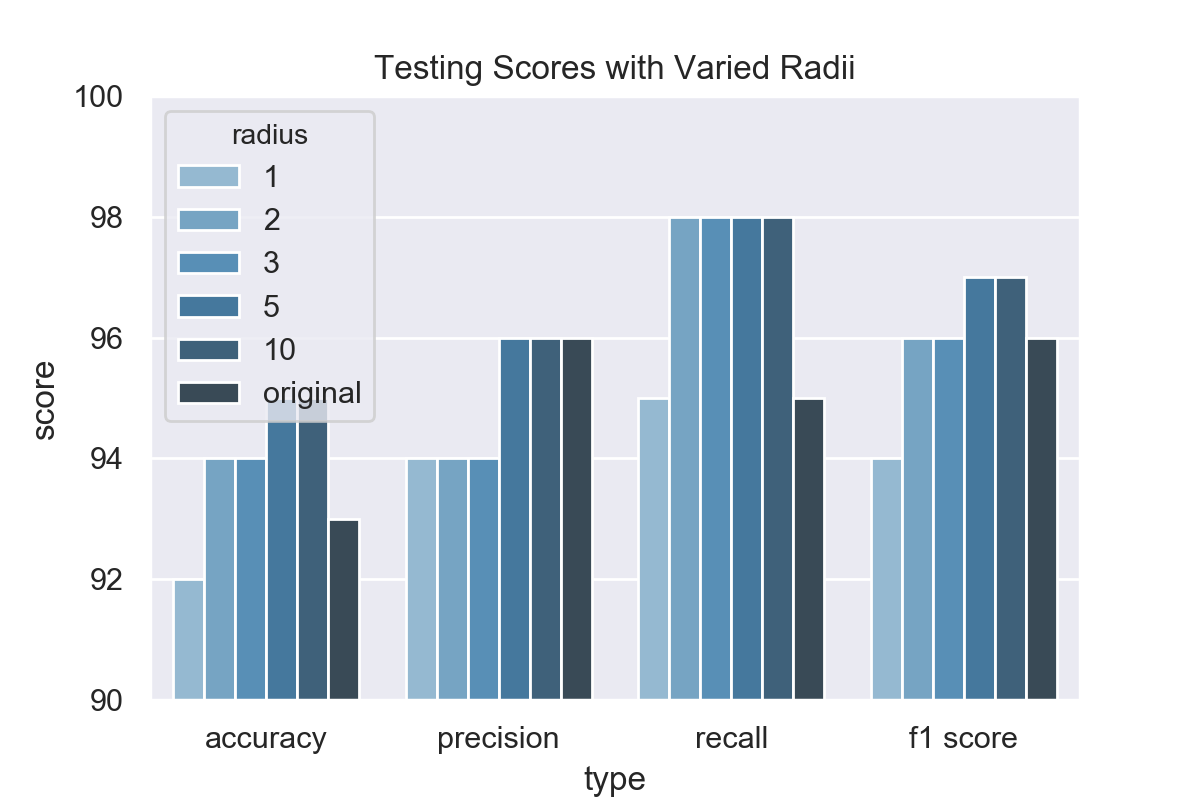 Testing Scores with Varied Radii
100
98
96
94
92
90
score
radius
1
2
3
5
10
original
accuracy precision recall f1 score
type